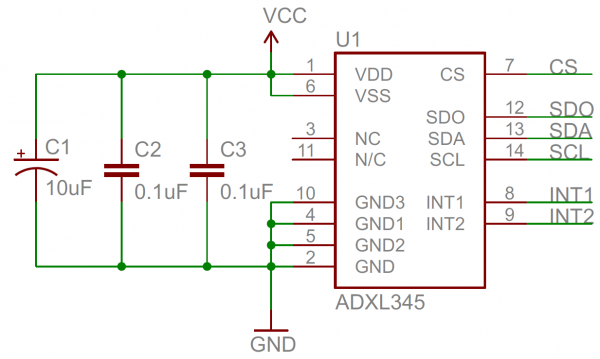 VCC
U1
1 VDD CS 7 CS
6 VSS
SDO 12 SDO
3 NC SDA 13 SDA
11 N/C SCL 14 SCL
+ C1 C2 C3
10uF 0.1uF 0.1uF
10 GND3 INT1 8 INT1
4 GND1 INT2 9 INT2
5 GND2
2 GND
ADXL345
GND